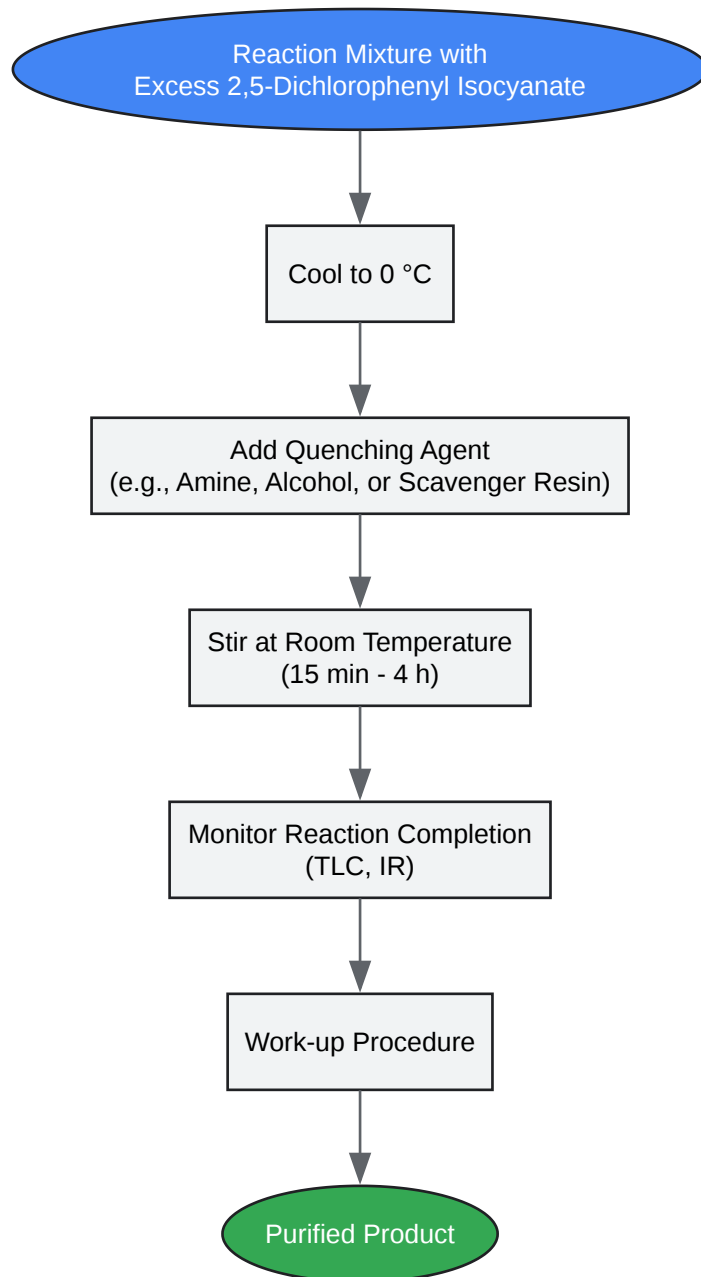 Reaction Mixture with
Excess 2,5-Dichlorophenyl Isocyanate
Cool to 0 °C
Add Quenching Agent
(e.g., Amine, Alcohol, or Scavenger Resin)
Stir at Room Temperature
(15 min - 4 h)
Monitor Reaction Completion
(TLC, IR)
Work-up Procedure
Purified Product